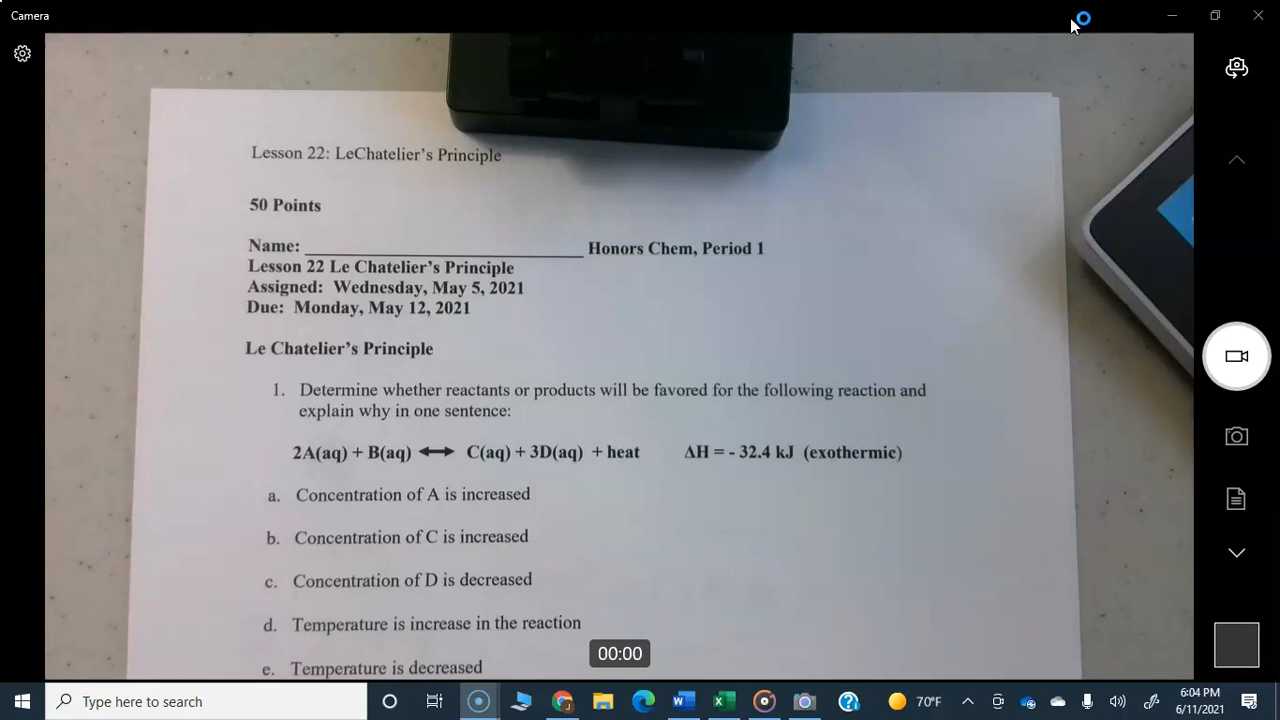 Camera
Lesson 22: LeChatelier's Principle
50 Points
Name: ____________________________ Honors Chem, Period 1
Lesson 22 Le Chatelier's Principle
Assigned: Wednesday, May 5, 2021
Due: Monday, May 12, 2021
Le Chatelier's Principle
1. Determine whether reactants or products will be favored for the following reaction and
explain why in one sentence:
2A(aq) + B(aq) ⟷ C(aq) + 3D(aq) + heat ΔH = - 32.4 kJ (exothermic)
a. Concentration of A is increased
b. Concentration of C is increased
c. Concentration of D is decreased
d. Temperature is increase in the reaction
e. Temperature is decreased
00:00
Type here to search
70°F
6:04 PM
6/11/2021